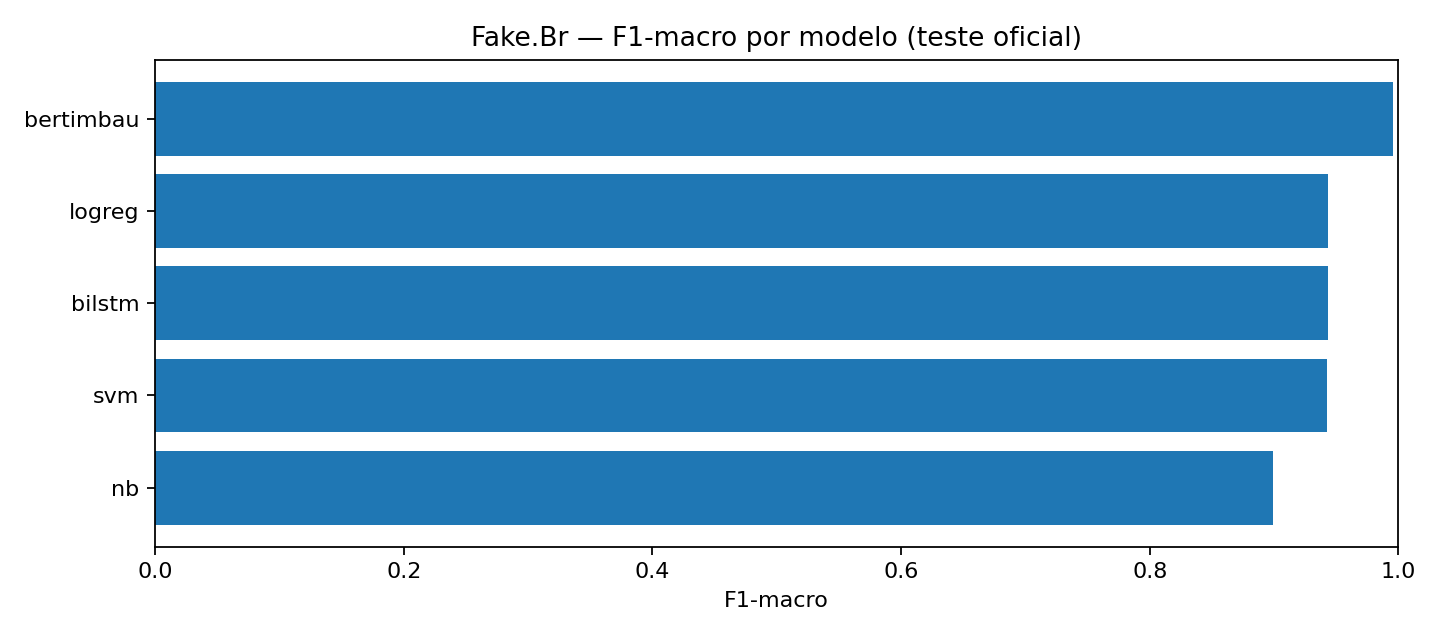 Fake.Br — F1-macro por modelo (teste oficial)
bertimbau
logreg
bilstm
svm
nb
0.0 0.2 0.4 0.6 0.8 1.0
F1-macro